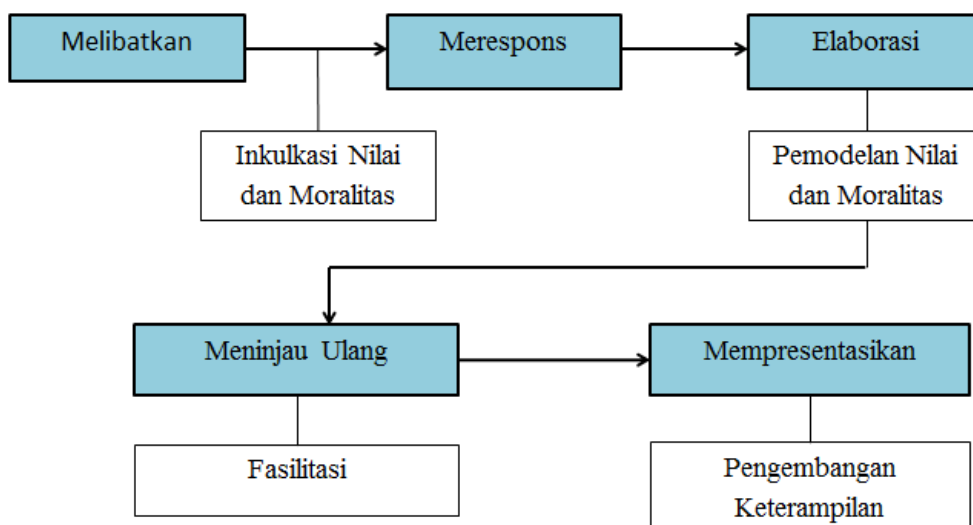 Melibatkan
Merespons
Elaborasi
Inkulkasi Nilai
dan Moralitas
Pemodelan Nilai
dan Moralitas
Meninjau Ulang
Mempresentasikan
Fasilitasi
Pengembangan
Keterampilan